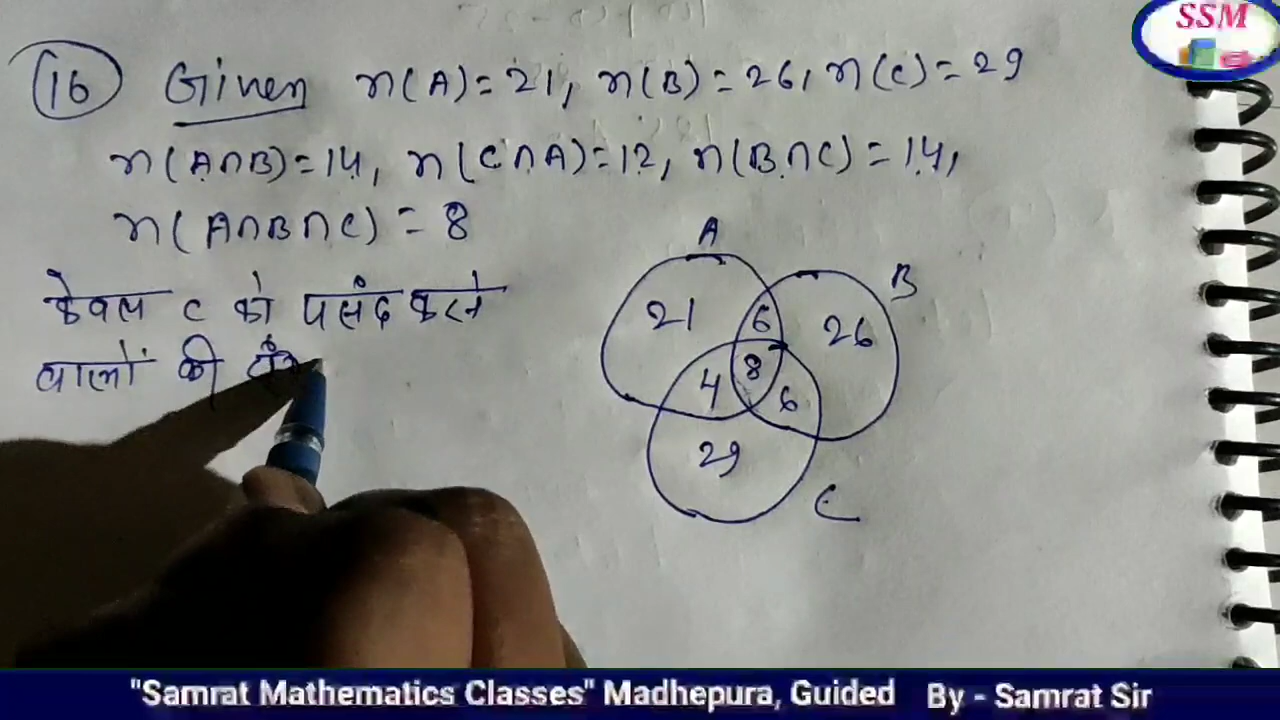 SSM
16 Given n(A)=21, n(B)=26, n(C)=29
n(A∩B)=14, n(C∩A)=12, n(B∩C)=14,
n(A∩B∩C)=8
केवल C को पसंद करने
वालों की
A
B
21
6
26
8
4
6
29
C
"Samrat Mathematics Classes" Madhepura, Guided By - Samrat Sir